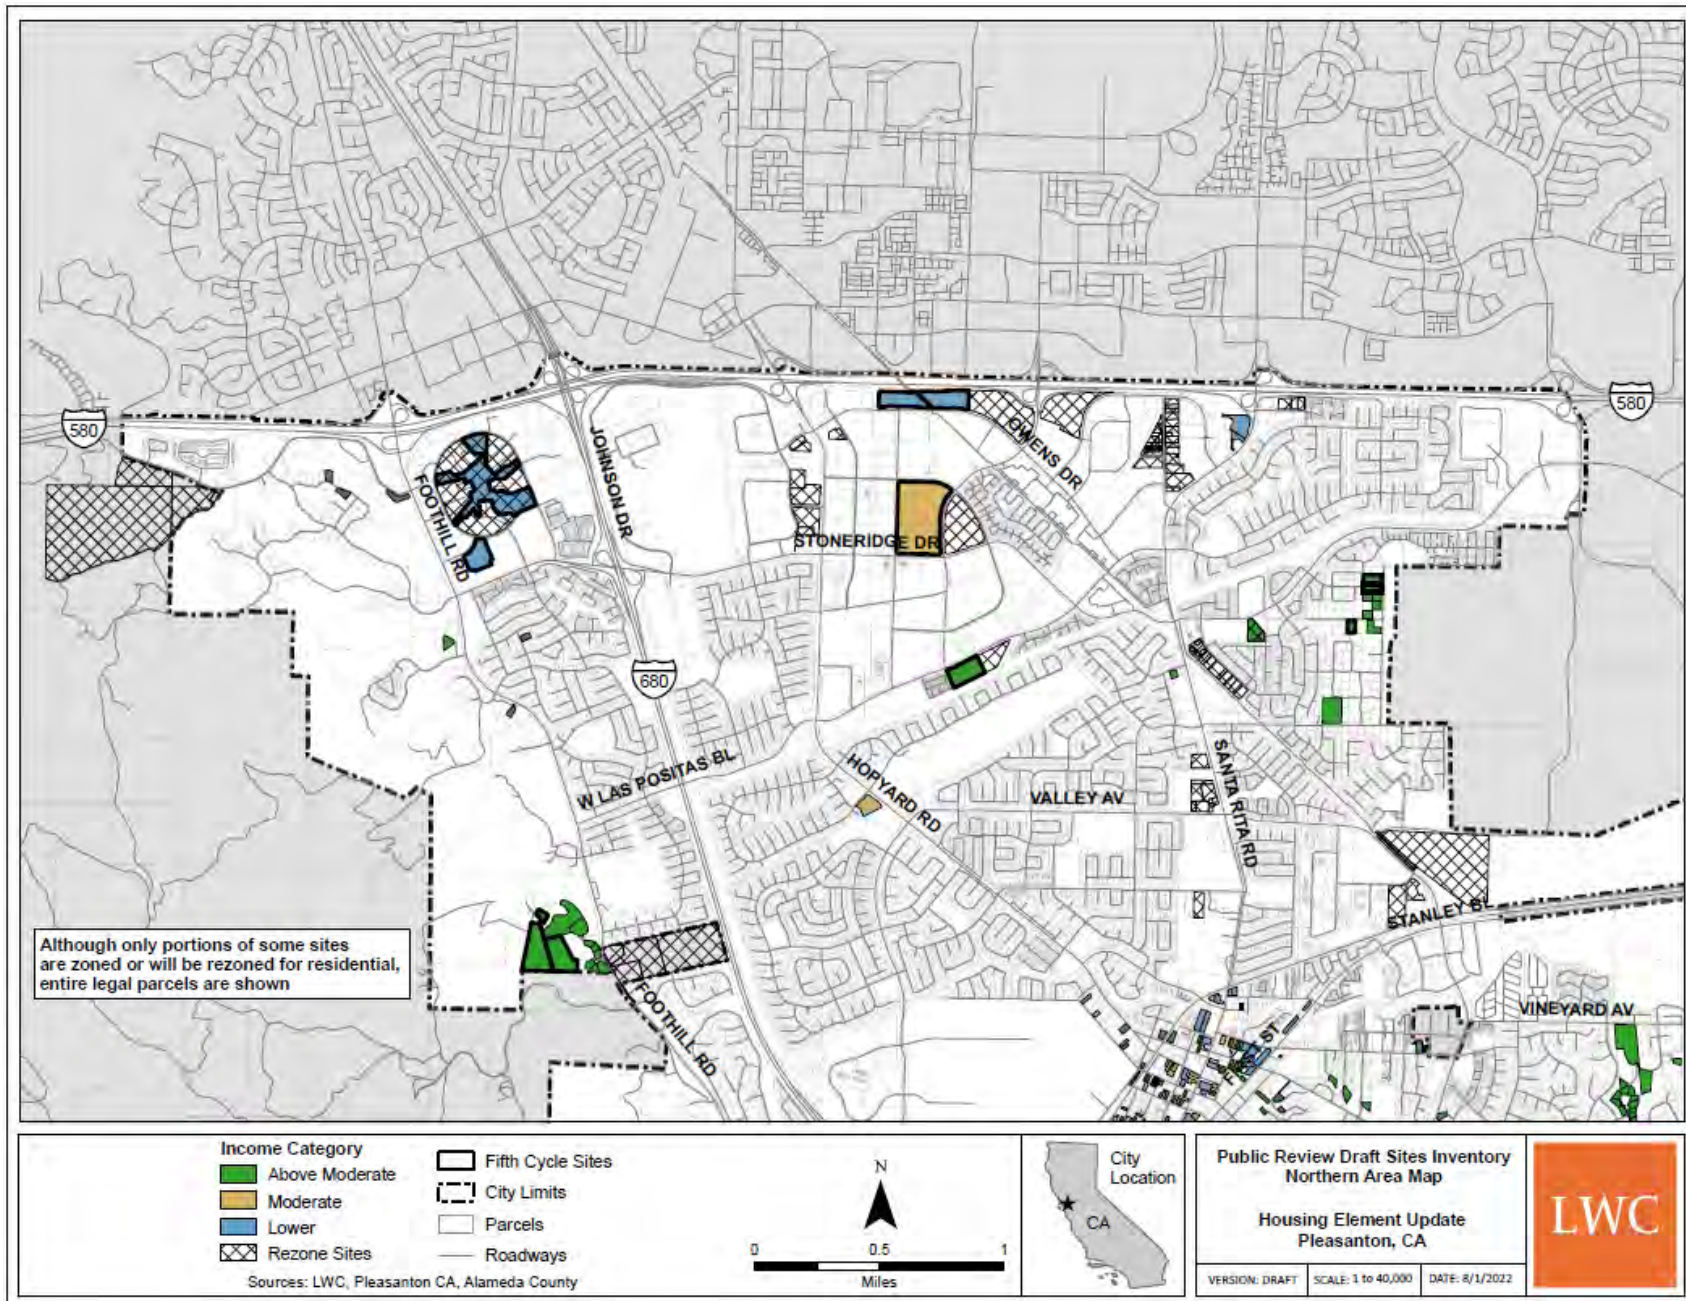 580
580
OWENS DR
JOHNSON DR
FOOTHILL RD
STONERIDGE DR
680
W LAS POSITAS BL
HOPYARD RD
SANTA RITA RD
VALLEY AV
STANLEY BL
Although only portions of some sites
are zoned or will be rezoned for residential,
entire legal parcels are shown
FOOTHILL RD
FIRST ST
VINEYARD AV
Income Category
Above Moderate
Moderate
Lower
Rezone Sites
Fifth Cycle Sites
City Limits
Parcels
Roadways
Sources: LWC, Pleasanton CA, Alameda County
N
0 0.5 1
Miles
City
Location
CA
Public Review Draft Sites Inventory
Northern Area Map
Housing Element Update
Pleasanton, CA
VERSION: DRAFT SCALE: 1 to 40,000 DATE: 8/1/2022
LWC